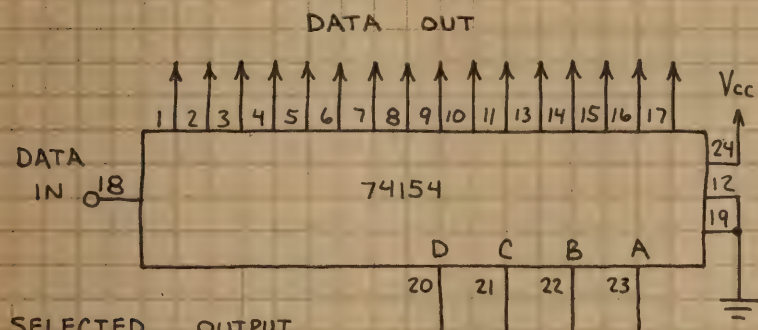 DATA OUT
1 2 3 4 5 6 7 8 9 10 11 13 14 15 16 17
Vcc
DATA
IN
18
74154
24
12
19
D C B A
20 21 22 23
SELECTED OUTPUT